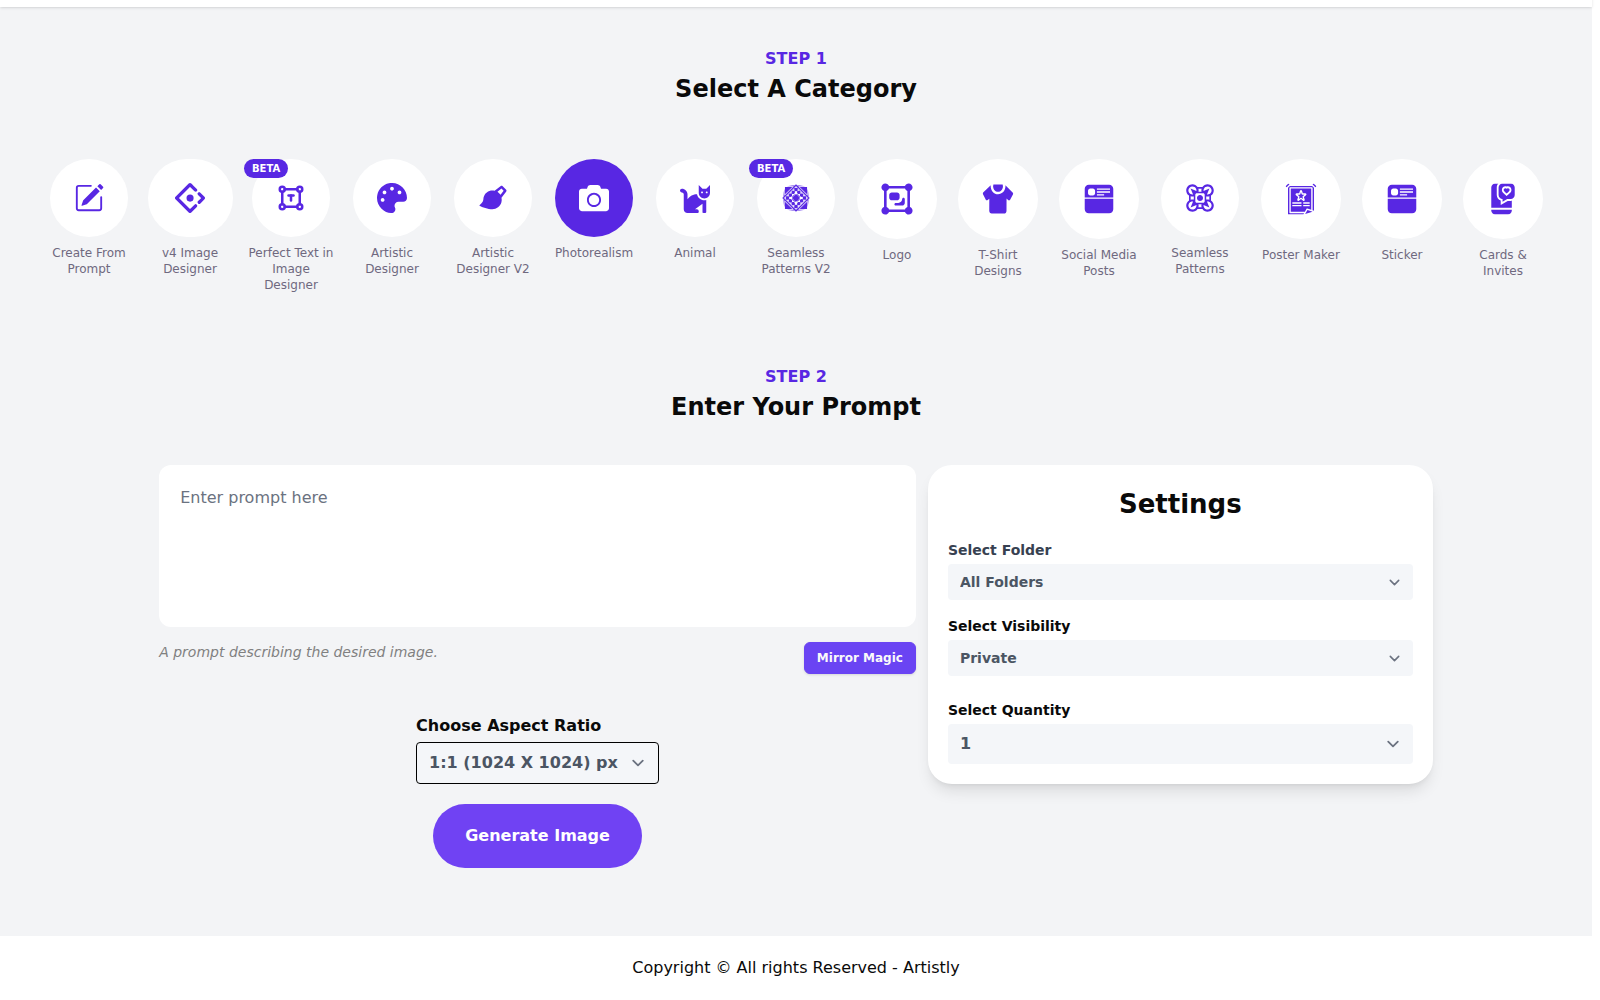 STEP 1
Select A Category
BETA
BETA
Create From
Prompt
v4 Image
Designer
Perfect Text in
Image
Designer
Artistic
Designer
Artistic
Designer V2
Photorealism
Animal
Seamless
Patterns V2
Logo
T-Shirt
Designs
Social Media
Posts
Seamless
Patterns
Poster Maker
Sticker
Cards &
Invites
STEP 2
Enter Your Prompt
Enter prompt here
A prompt describing the desired image.
Mirror Magic
Choose Aspect Ratio
1:1 (1024 X 1024) px
Generate Image
Settings
Select Folder
All Folders
Select Visibility
Private
Select Quantity
1
Copyright © All rights Reserved - Artistly